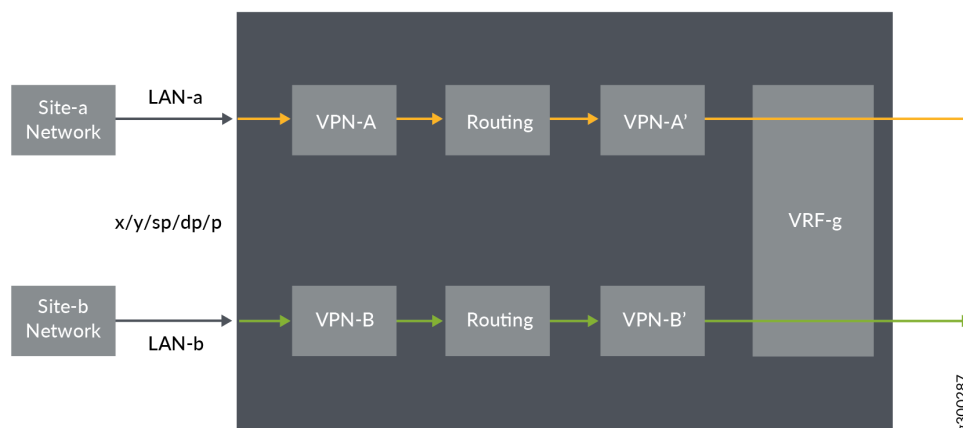 Site-a
Network
LAN-a
VPN-A
Routing
VPN-A’
VRF-g
x/y/sp/dp/p
Site-b
Network
LAN-b
VPN-B
Routing
VPN-B’